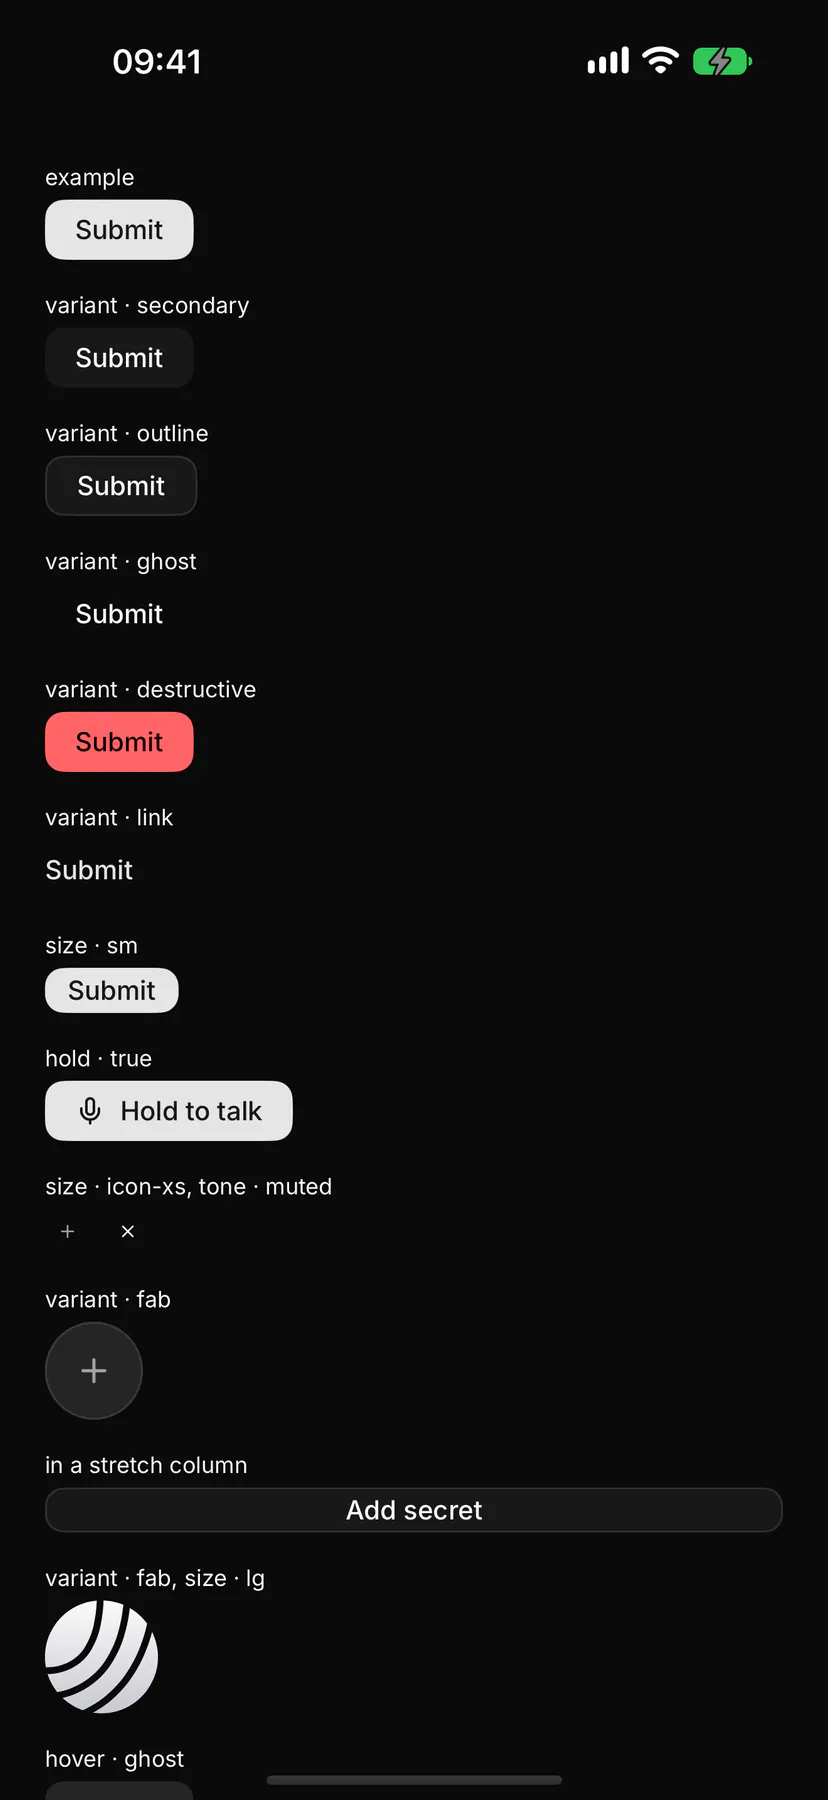 09:41
example
Submit
variant · secondary
Submit
variant · outline
Submit
variant · ghost
Submit
variant · destructive
Submit
variant · link
Submit
size · sm
Submit
hold · true
Hold to talk
size · icon-xs, tone · muted
variant · fab
in a stretch column
Add secret
variant · fab, size · lg
hover · ghost